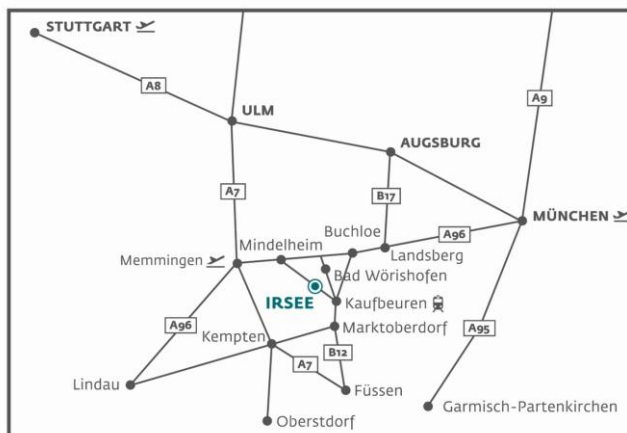 STUTTGART
A8
A9
ULM
AUGSBURG
A7
B17
MÜNCHEN
Buchloe
A96
Mindelheim
Landsberg
Memmingen
Bad Wörishofen
IRSEE
Kaufbeuren
A96
Marktoberdorf
A95
Kempten
B12
A7
Lindau
Füssen
Garmisch-Partenkirchen
Oberstdorf